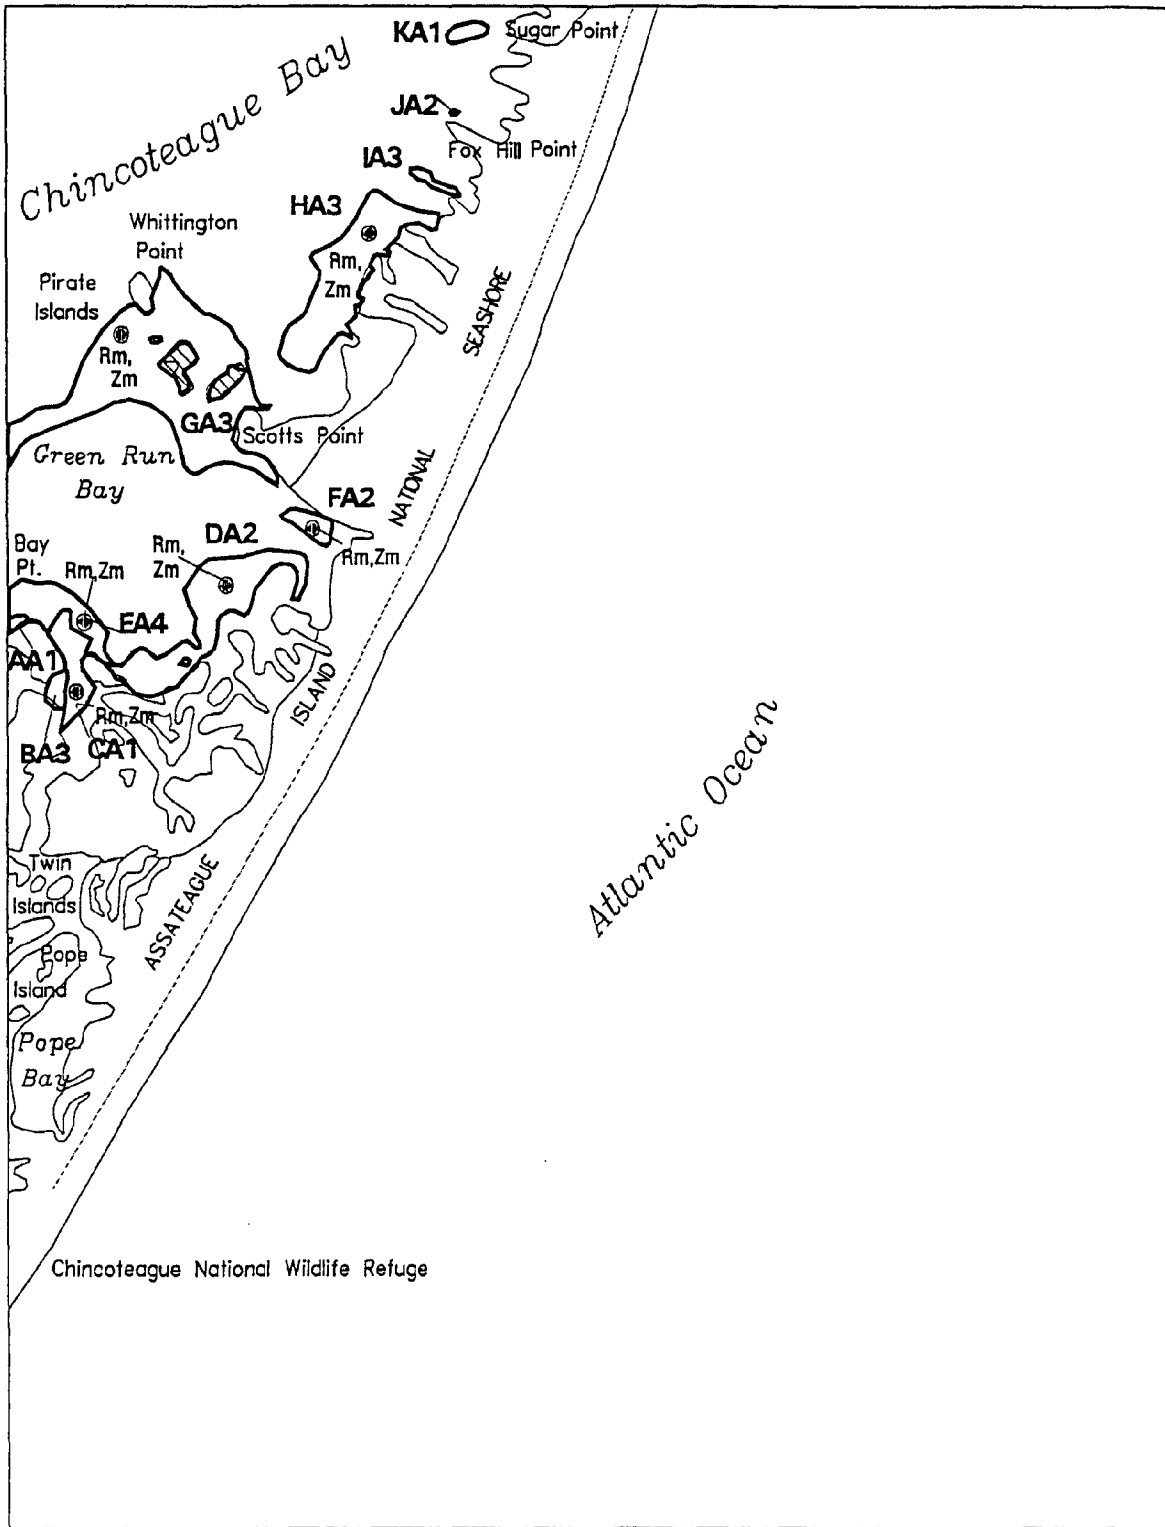 KA1
Sugar Point
Chincoteague Bay
JA2
Fox Hill Point
IA3
HA3
Whittington
Point
Rm,
Zm
Pirate
Islands
SEASHORE
Rm,
Zm
GA3
Scotts Point
Green Run
Bay
NATIONAL
FA2
DA2
Rm,
Zm
Rm,Zm
Bay
Pt.
Rm,Zm
EA4
AA1
ISLAND
Rm,Zm
BA3
CA1
Atlantic Ocean
Twin
Islands
ASSATEAGUE
Pope
Island
Pope
Bay
Chincoteague National Wildlife Refuge